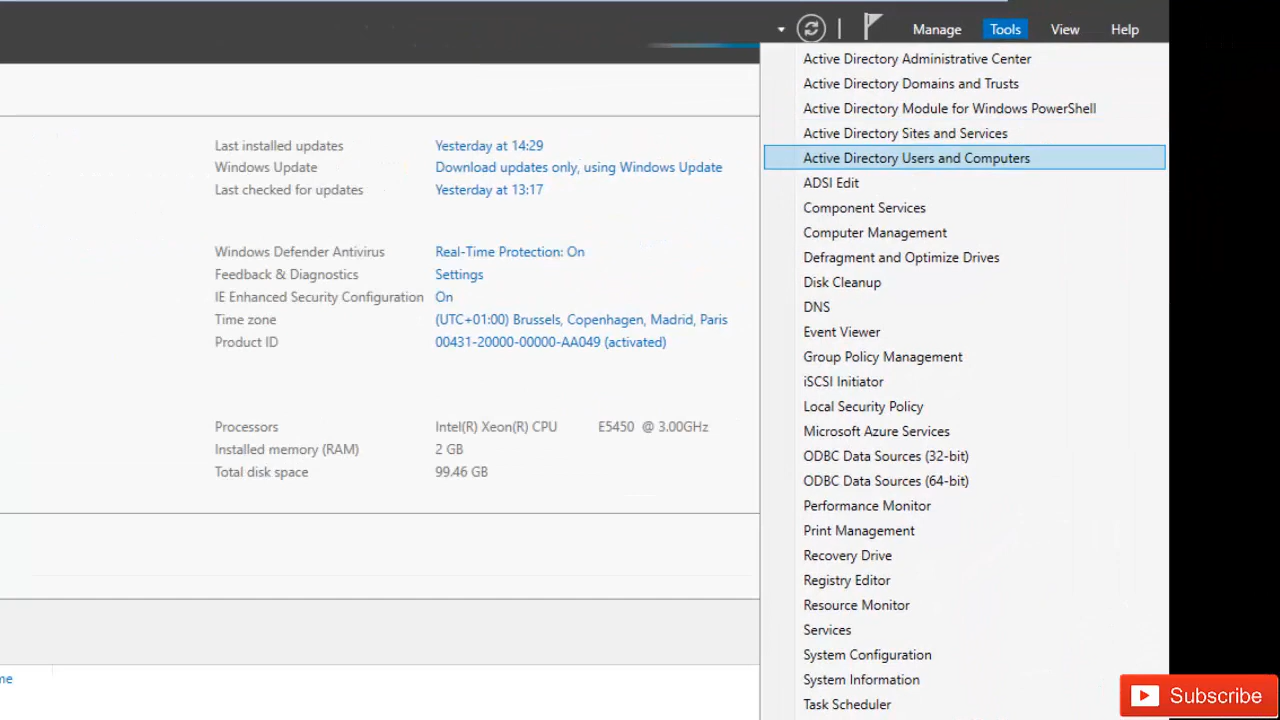 Manage Tools View Help
Active Directory Administrative Center
Active Directory Domains and Trusts
Active Directory Module for Windows PowerShell
Active Directory Sites and Services
Active Directory Users and Computers
ADSI Edit
Component Services
Computer Management
Defragment and Optimize Drives
Disk Cleanup
DNS
Event Viewer
Group Policy Management
iSCSI Initiator
Local Security Policy
Microsoft Azure Services
ODBC Data Sources (32-bit)
ODBC Data Sources (64-bit)
Performance Monitor
Print Management
Recovery Drive
Registry Editor
Resource Monitor
Services
System Configuration
System Information
Task Scheduler
Last installed updates Yesterday at 14:29
Windows Update Download updates only, using Windows Update
Last checked for updates Yesterday at 13:17
Windows Defender Antivirus Real-Time Protection: On
Feedback & Diagnostics Settings
IE Enhanced Security Configuration On
Time zone (UTC+01:00) Brussels, Copenhagen, Madrid, Paris
Product ID 00431-20000-00000-AA049 (activated)
Processors Intel(R) Xeon(R) CPU E5450 @ 3.00GHz
Installed memory (RAM) 2 GB
Total disk space 99.46 GB
me
Subscribe